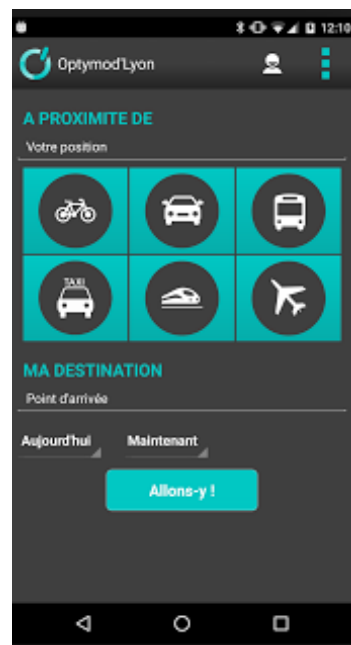 12:10
Optymod'Lyon
A PROXIMITE DE
Votre position
TAXI
MA DESTINATION
Point d'arrivée
Aujourd'hui Maintenant
Allons-y !